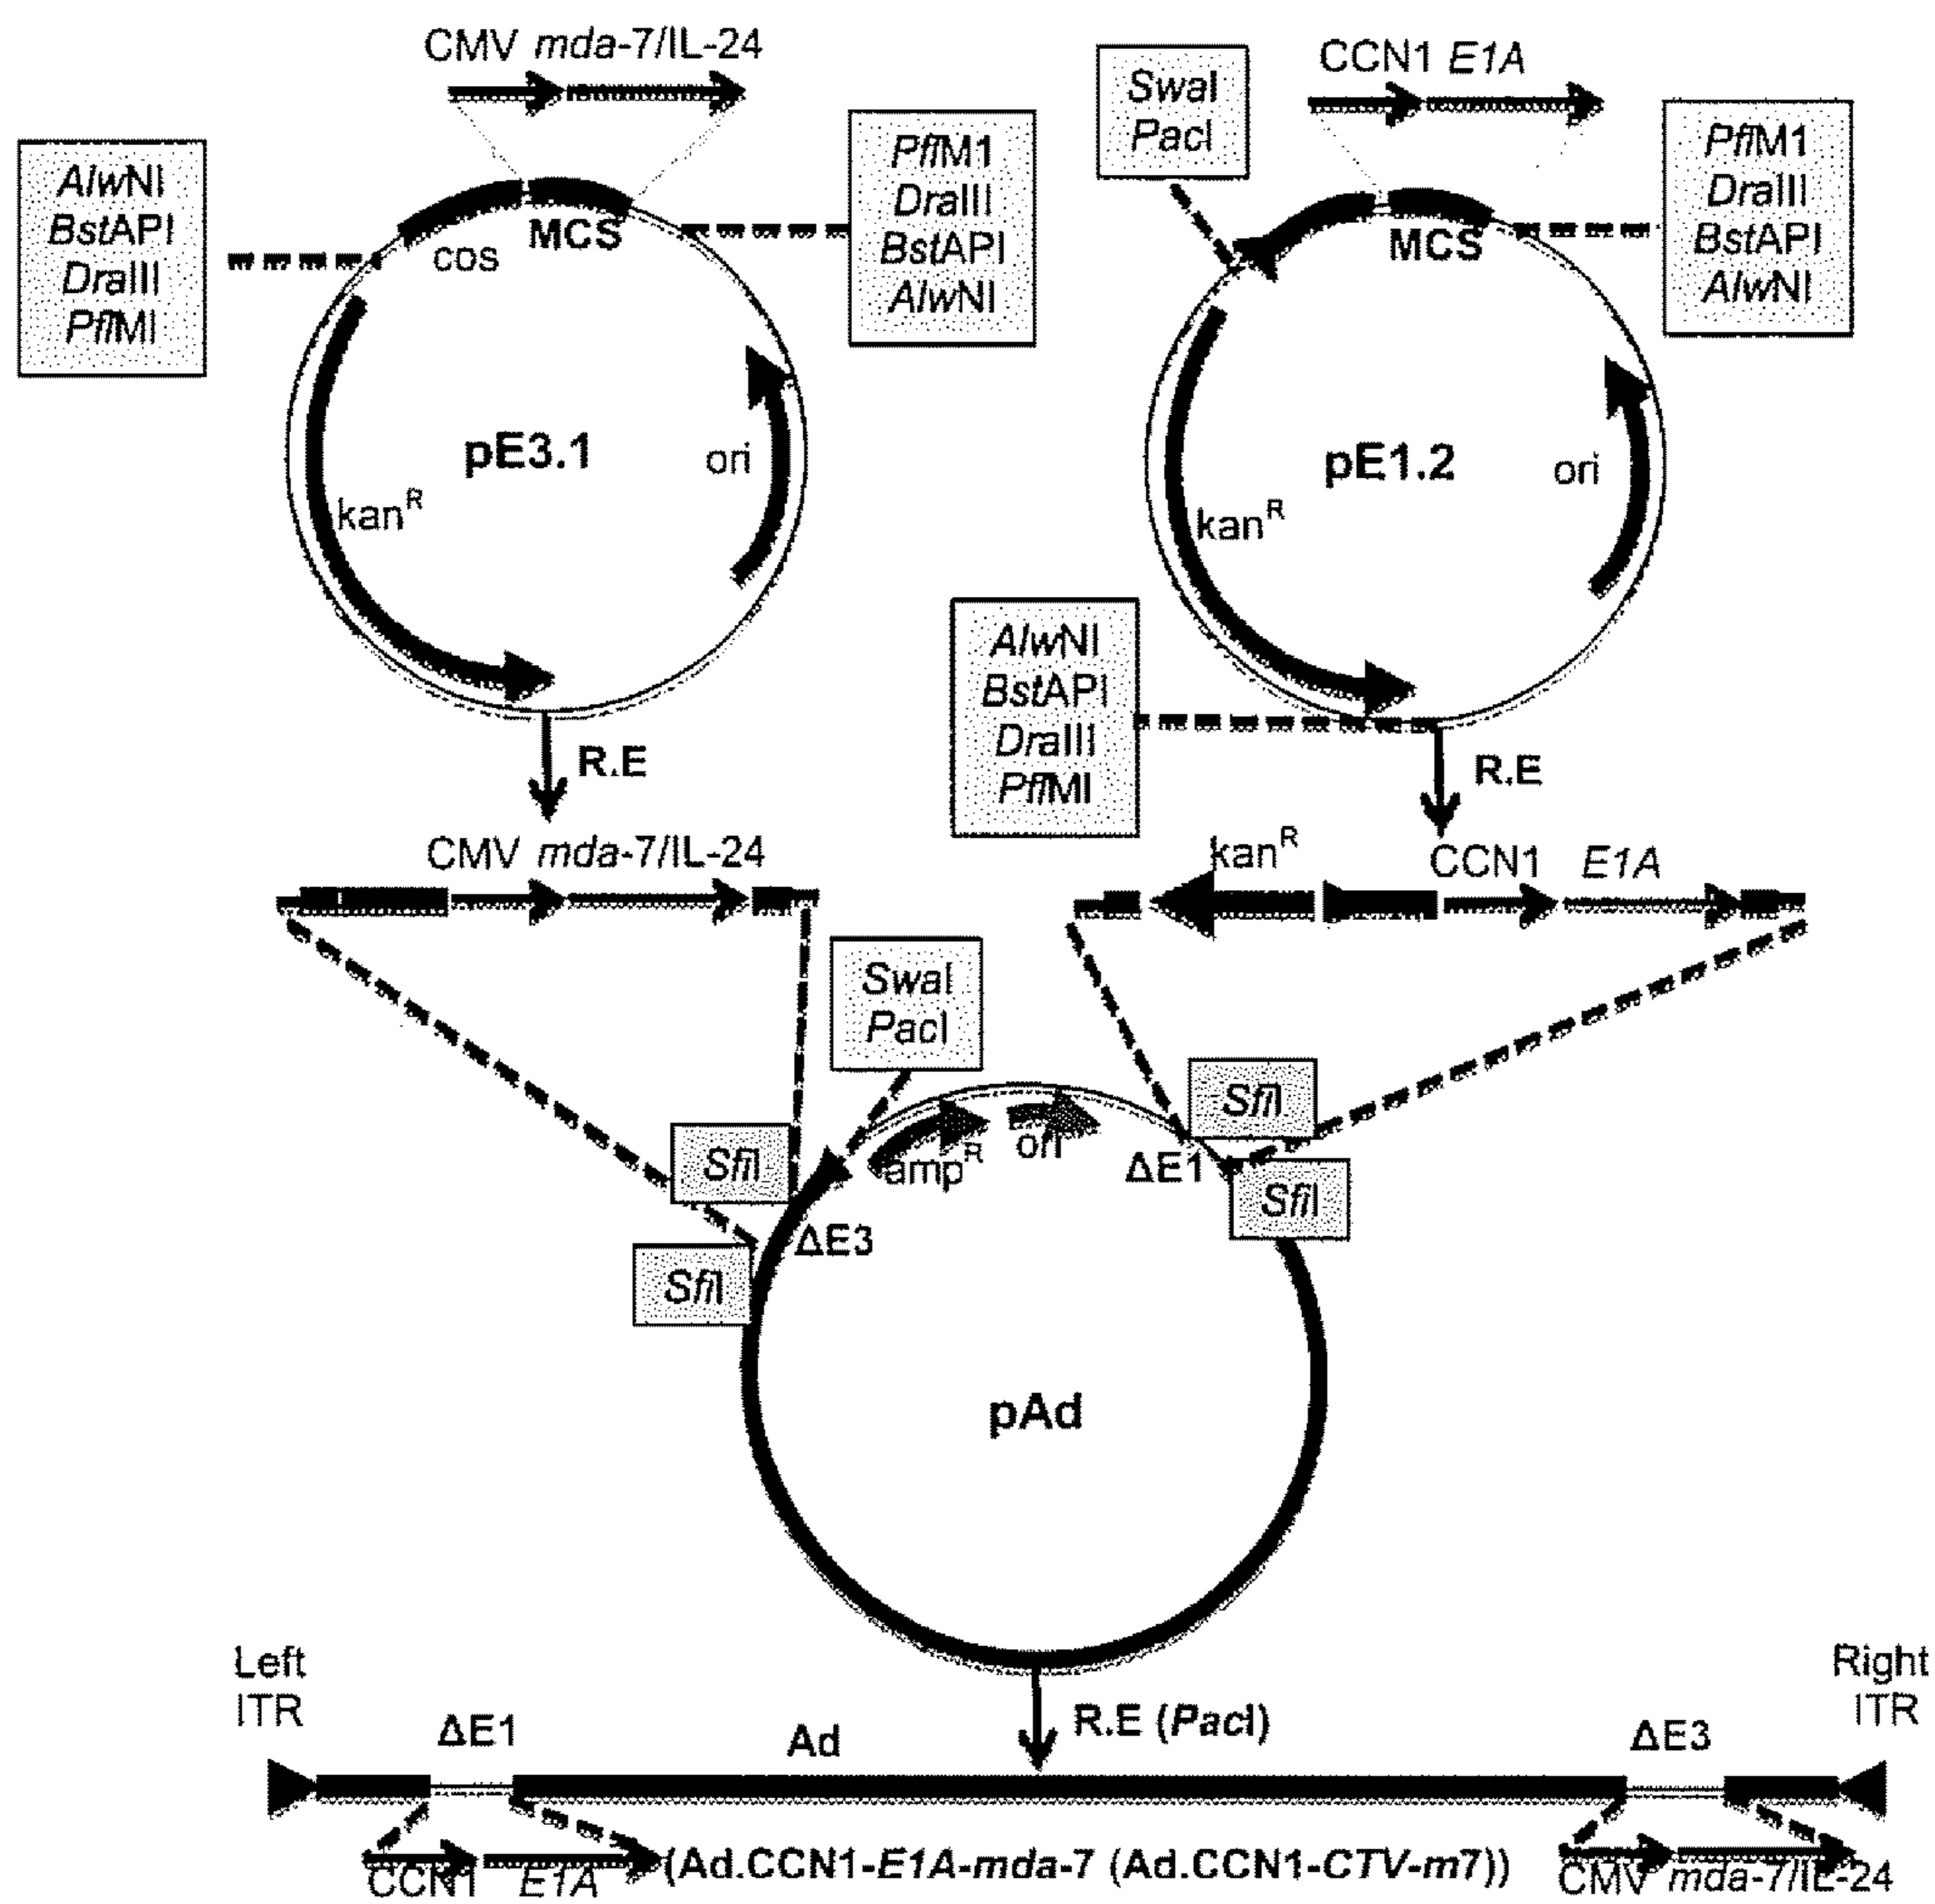 CMV mda-7/IL-24
CCN1 E1A
SwaI
PacI
AlwNI
BstAPI
DraIII
PflMI
PflM1
DraIII
BstAPI
AlwNI
PflM1
DraIII
BstAPI
AlwNI
cos
MCS
MCS
pE3.1
ori
kanR
pE1.2
ori
kanR
AlwNI
BstAPI
DraIII
PflMI
R.E
R.E
CMV mda-7/IL-24
kanR
CCN1 E1A
SwaI
PacI
SfiI
SfiI
ampR
ori
ΔE1
SfiI
SfiI
ΔE3
pAd
R.E (PacI)
Left
ITR
ΔE1
Ad
ΔE3
Right
ITR
CCN1 E1A
(Ad.CCN1-E1A-mda-7 (Ad.CCN1-CTV-m7))
CMV mda-7/IL-24